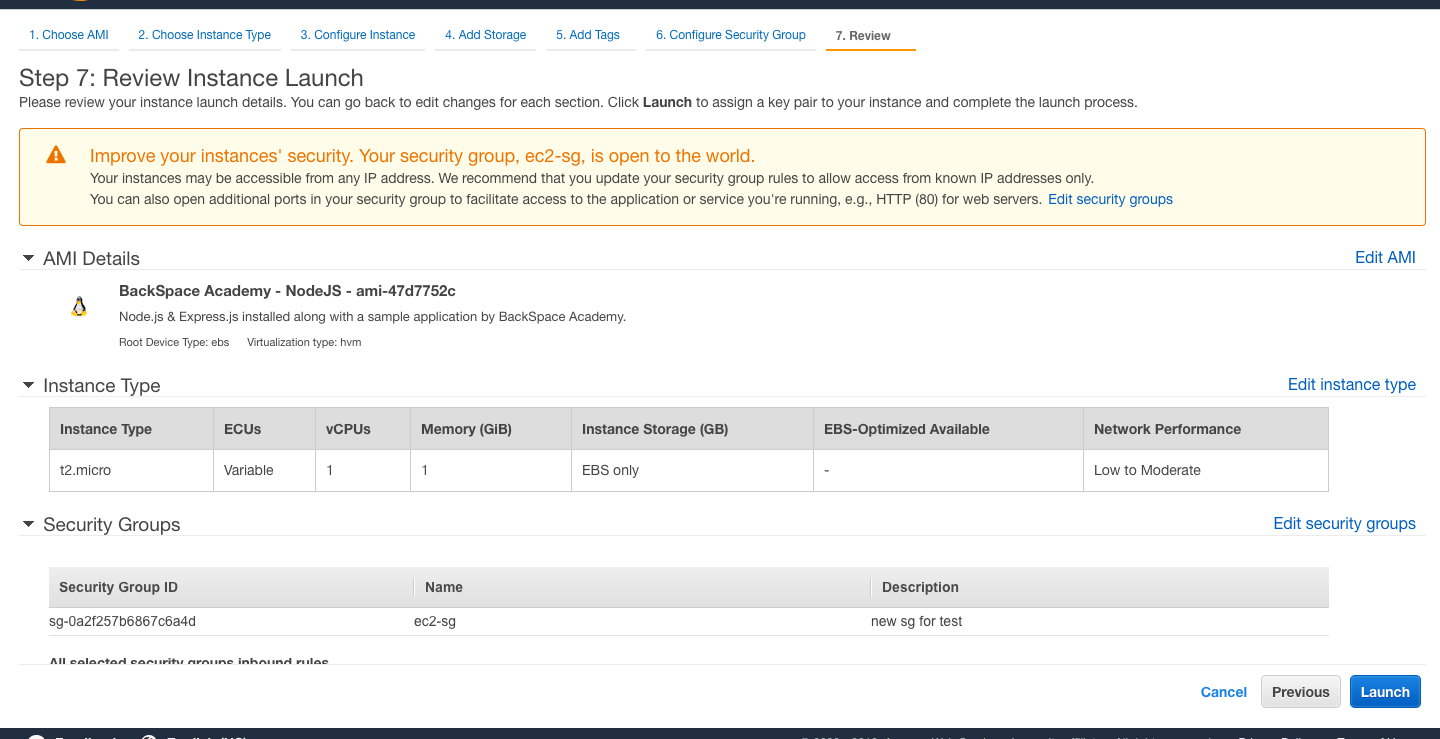 1. Choose AMI 2. Choose Instance Type 3. Configure Instance 4. Add Storage 5. Add Tags 6. Configure Security Group 7. Review
Step 7: Review Instance Launch
Please review your instance launch details. You can go back to edit changes for each section. Click Launch to assign a key pair to your instance and complete the launch process.
Improve your instances' security. Your security group, ec2-sg, is open to the world.
Your instances may be accessible from any IP address. We recommend that you update your security group rules to allow access from known IP addresses only.
You can also open additional ports in your security group to facilitate access to the application or service you're running, e.g., HTTP (80) for web servers. Edit security groups
AMI Details Edit AMI
BackSpace Academy - NodeJS - ami-47d7752c
Node.js & Express.js installed along with a sample application by BackSpace Academy.
Root Device Type: ebs Virtualization type: hvm
Instance Type Edit instance type
Instance Type ECUs vCPUs Memory (GiB) Instance Storage (GB) EBS-Optimized Available Network Performance
t2.micro Variable 1 1 EBS only - Low to Moderate
Security Groups Edit security groups
Security Group ID Name Description
sg-0a2f257b6867c6a4d ec2-sg new sg for test
All selected security groups inbound rules
Cancel Previous Launch